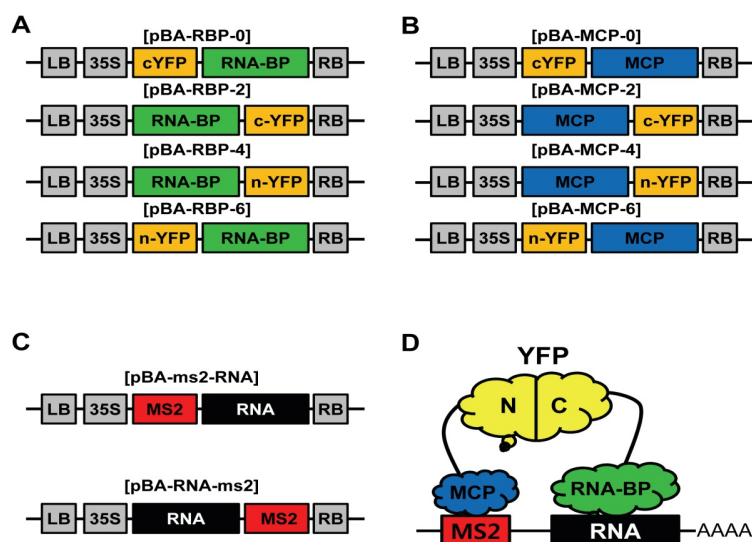 A
[pBA-RBP-0]
LB 35S cYFP RNA-BP RB
[pBA-RBP-2]
LB 35S RNA-BP c-YFP RB
[pBA-RBP-4]
LB 35S RNA-BP n-YFP RB
[pBA-RBP-6]
LB 35S n-YFP RNA-BP RB
B
[pBA-MCP-0]
LB 35S cYFP MCP RB
[pBA-MCP-2]
LB 35S MCP c-YFP RB
[pBA-MCP-4]
LB 35S MCP n-YFP RB
[pBA-MCP-6]
LB 35S n-YFP MCP RB
C
[pBA-ms2-RNA]
LB 35S MS2 RNA RB
[pBA-RNA-ms2]
LB 35S RNA MS2 RB
D
YFP
N C
MCP RNA-BP
MS2 RNA AAAA